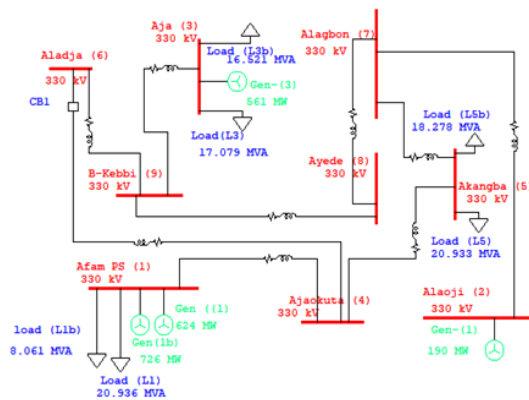 Aja (3)
330 kV
Load (L3b)
16.521 MVA
Gen~(3)
561 MW
Load(L3)
17.079 MVA
Aladja (6)
330 kV
CB1
B-Kebbi (9)
330 kV
Alagbon (7)
330 kV
Load (L5b)
18.278 MVA
Ayede (8)
330 kV
Akangba (5
330 kV
Load (L5)
20.933 MVA
Afam PS (1)
330 kV
Gen ((1)
624 MW
Gen(1b)
726 MW
load (L1b)
8.061 MVA
Load (L1)
20.936 MVA
Ajaokuta (4)
330 kV
Alaoji (2)
330 kV
Gen~(1)
190 MW